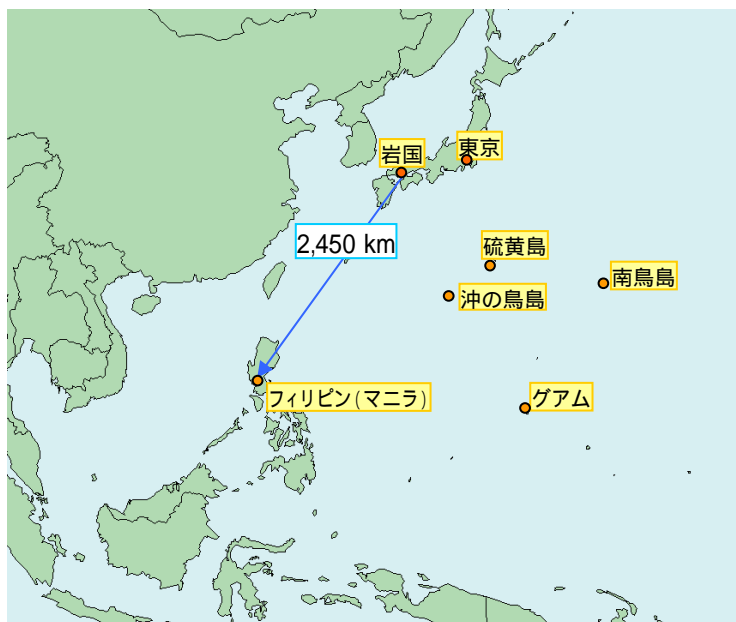 岩国
東京
2,450 km
硫黄島
南鳥島
沖の鳥島
フィリピン(マニラ)
グアム